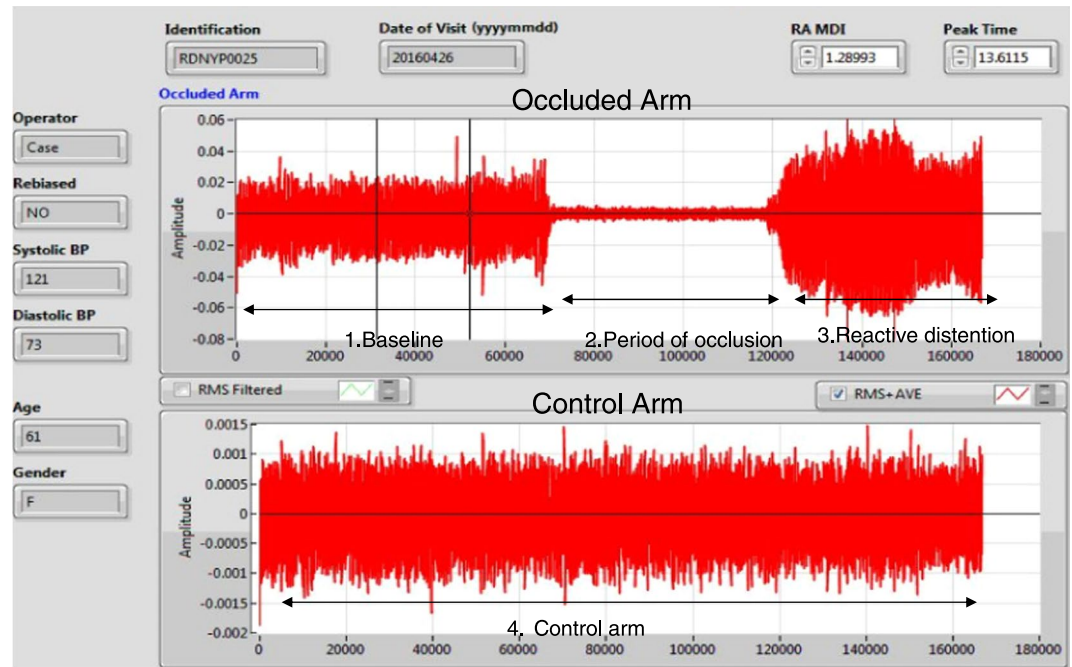 Identification
Date of Visit (yyyymmdd)
RA MDI
Peak Time
RDNYP0025
20160426
1.28993
13.6115
Occluded Arm
Occluded Arm
Operator
Case
Rebiased
NO
Systolic BP
121
Diastolic BP
73
Age
61
Gender
F
Amplitude
0.06
0.04
0.02
0
-0.02
-0.04
-0.06
-0.08
1.Baseline
2.Period of occlusion
3.Reactive distention
0 20000 40000 60000 80000 100000 120000 140000 160000 180000
RMS Filtered
RMS+AVE
Control Arm
Amplitude
0.0015
0.001
0.0005
0
-0.0005
-0.001
-0.0015
-0.002
4. Control arm
0 20000 40000 60000 80000 100000 120000 140000 160000 180000